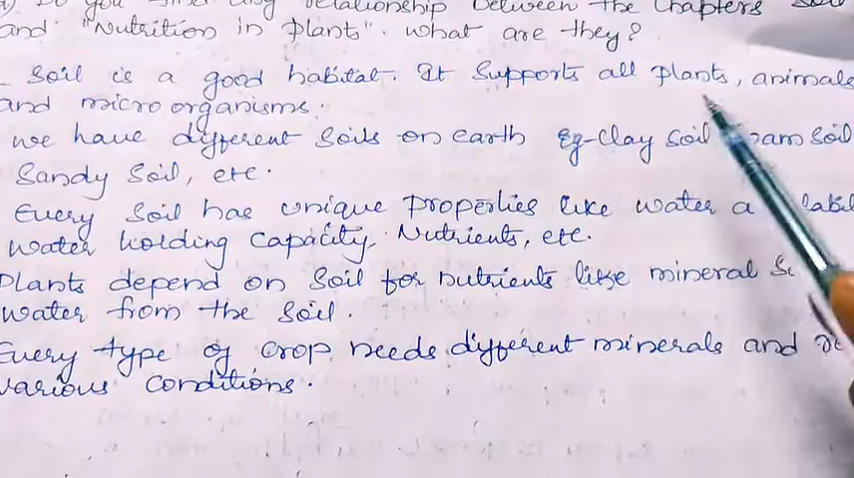 you any relationship between the Chapters Soil
and "Nutrition in Plants". What are they?
- Soil is a good habitat. It supports all plants, animals
and micro organisms.
We have different Soils on earth Eg-Clay Soil Soil
Sandy Soil, etc.
Every Soil has unique properties like water
water holding capacity, Nutrients, etc.
Plants depend on Soil for nutrients like mineral
water from the Soil.
Every type of crop needs different minerals and
various conditions.